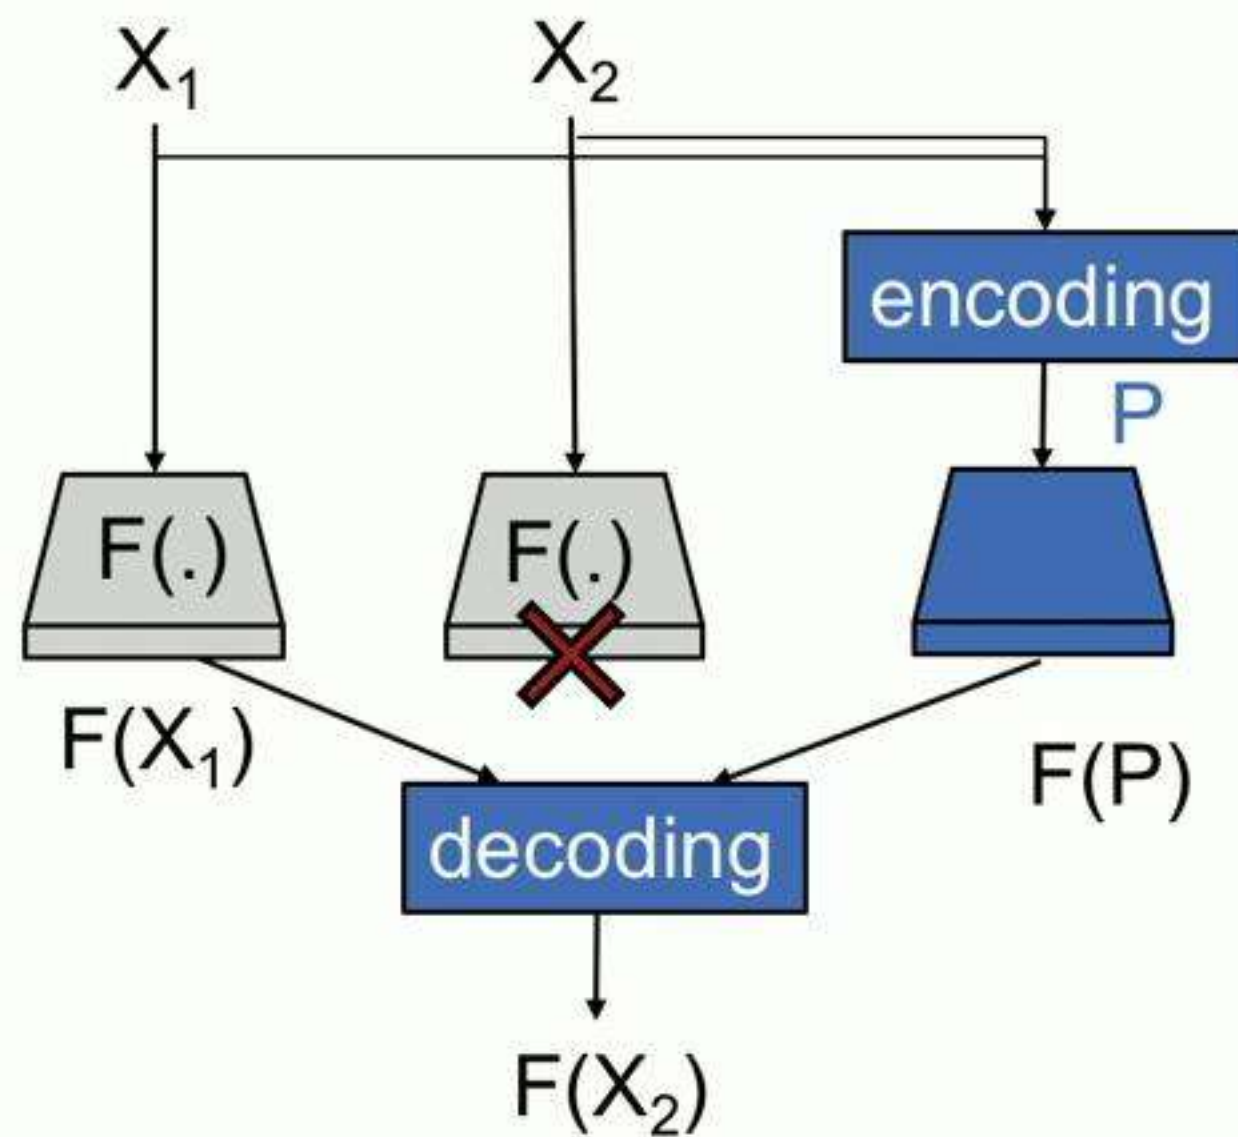 X₁ X₂
encoding
P
F(.) F(.)
F(X₁)
F(P)
decoding
F(X₂)